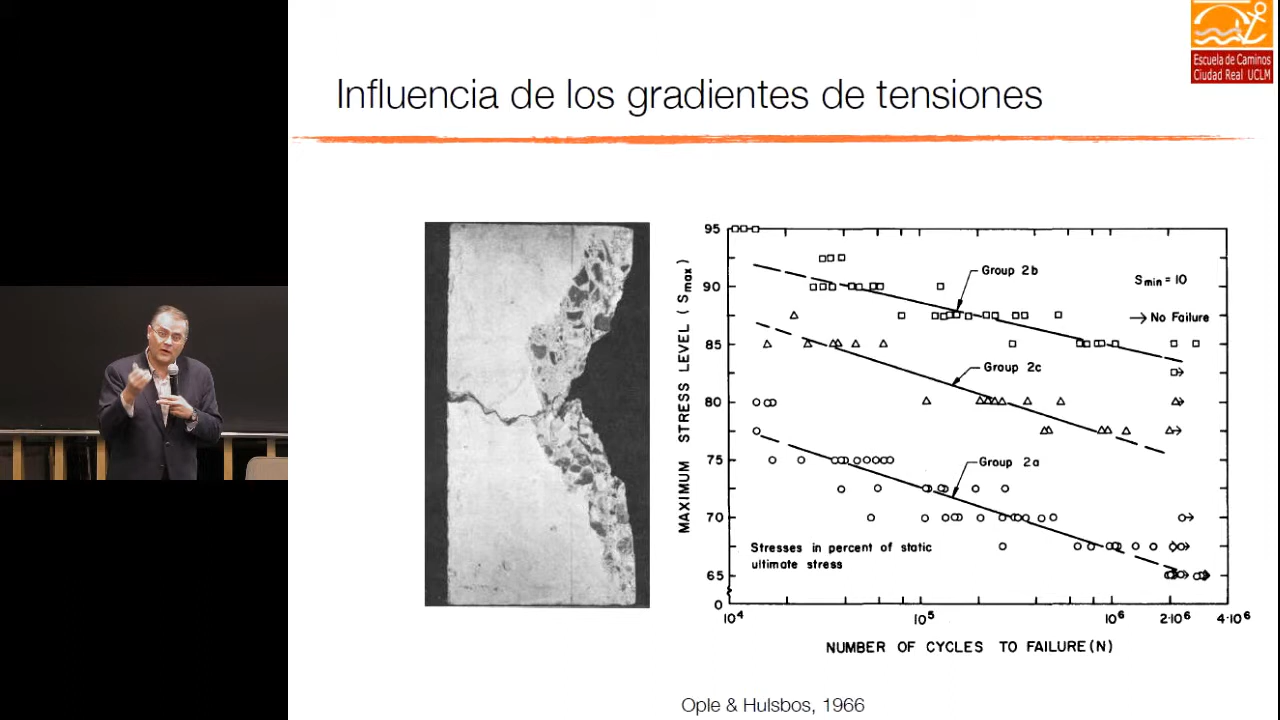 Escuela de Caminos
Ciudad Real UCLM
Influencia de los gradientes de tensiones
95
90
85
80
75
70
65
0
MAXIMUM STRESS LEVEL (Smax)
Group 2b
Smin = 10
→ No Failure
Group 2c
Group 2a
Stresses in percent of static
ultimate stress
10⁴ 10⁵ 10⁶ 2·10⁶ 4·10⁶
NUMBER OF CYCLES TO FAILURE (N)
Ople & Hulsbos, 1966